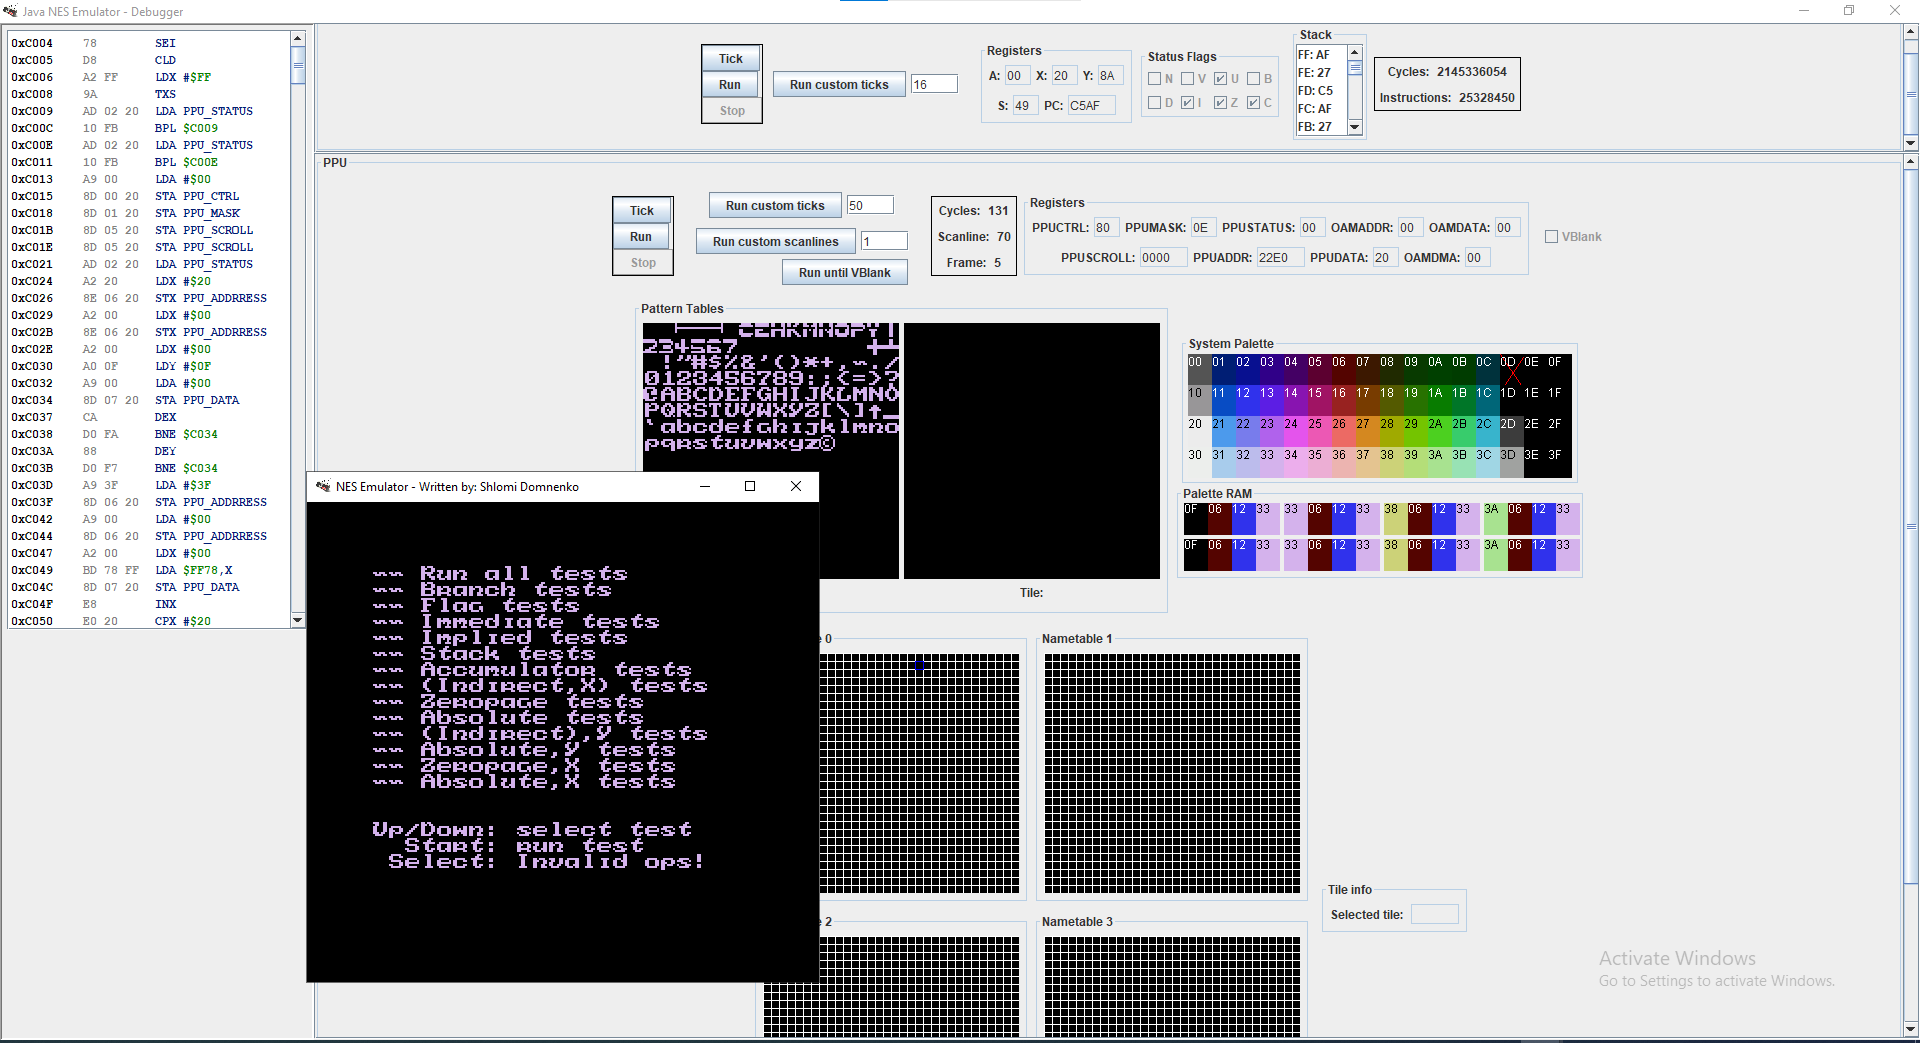 Java NES Emulator - Debugger
0xC004 78 SEI
0xC005 D8 CLD
0xC006 A2 FF LDX #$FF
0xC008 9A TXS
0xC009 AD 02 20 LDA PPU_STATUS
0xC00C 10 FB BPL $C009
0xC00E AD 02 20 LDA PPU_STATUS
0xC011 10 FB BPL $C00E
0xC013 A9 00 LDA #$00
0xC015 8D 00 20 STA PPU_CTRL
0xC018 8D 01 20 STA PPU_MASK
0xC01B 8D 05 20 STA PPU_SCROLL
0xC01E 8D 05 20 STA PPU_SCROLL
0xC021 AD 02 20 LDA PPU_STATUS
0xC024 A2 20 LDX #$20
0xC026 8E 06 20 STX PPU_ADDRRESS
0xC029 A2 00 LDX #$00
0xC02B 8E 06 20 STX PPU_ADDRRESS
0xC02E A2 00 LDX #$00
0xC030 A0 0F LDY #$0F
0xC032 A9 00 LDA #$00
0xC034 8D 07 20 STA PPU_DATA
0xC037 CA DEX
0xC038 D0 FA BNE $C034
0xC03A 88 DEY
0xC03B D0 F7 BNE $C034
0xC03D A9 3F LDA #$3F
0xC03F 8D 06 20 STA PPU_ADDRRESS
0xC042 A9 00 LDA #$00
0xC044 8D 06 20 STA PPU_ADDRRESS
0xC047 A2 00 LDX #$00
0xC049 BD 78 FF LDA $FF78,X
0xC04C 8D 07 20 STA PPU_DATA
0xC04F E8 INX
0xC050 E0 20 CPX #$20
Tick
Run
Stop
Run custom ticks 16
Registers
A: 00 X: 20 Y: 8A
S: 49 PC: C5AF
Status Flags
N V U B
D I Z C
Stack
FF: AF
FE: 27
FD: C5
FC: AF
FB: 27
Cycles: 2145336054
Instructions: 25328450
PPU
Tick
Run
Stop
Run custom ticks 50
Run custom scanlines 1
Run until VBlank
Cycles: 131
Scanline: 70
Frame: 5
Registers
PPUCTRL: 80 PPUMASK: 0E PPUSTATUS: 00 OAMADDR: 00 OAMDATA: 00
PPUSCROLL: 0000 PPUADDR: 22E0 PPUDATA: 20 OAMDMA: 00
VBlank
Pattern Tables
234567
!"#$%&'()*+,-./
0123456789:;<=>?
@ABCDEFGHIJKLMNO
PQRSTUVWXYZ[\]↑_
`abcdefghijklmno
pqrstuvwxyz©
Tile:
System Palette
00 01 02 03 04 05 06 07 08 09 0A 0B 0C 0D 0E 0F
10 11 12 13 14 15 16 17 18 19 1A 1B 1C 1D 1E 1F
20 21 22 23 24 25 26 27 28 29 2A 2B 2C 2D 2E 2F
30 31 32 33 34 35 36 37 38 39 3A 3B 3C 3D 3E 3F
Palette RAM
0F 06 12 33 33 06 12 33 38 06 12 33 3A 06 12 33
0F 06 12 33 33 06 12 33 38 06 12 33 3A 06 12 33
NES Emulator - Written by: Shlomi Domnenko
-- Run all tests
-- Branch tests
-- Flag tests
-- Immediate tests
-- Implied tests
-- Stack tests
-- Accumulator tests
-- (Indirect,X) tests
-- Zeropage tests
-- Absolute tests
-- (Indirect),Y tests
-- Absolute,Y tests
-- Zeropage,X tests
-- Absolute,X tests
Up/Down: select test
Start: run test
Select: Invalid ops!
0
Nametable 1
2
Nametable 3
Tile info
Selected tile:
Activate Windows
Go to Settings to activate Windows.